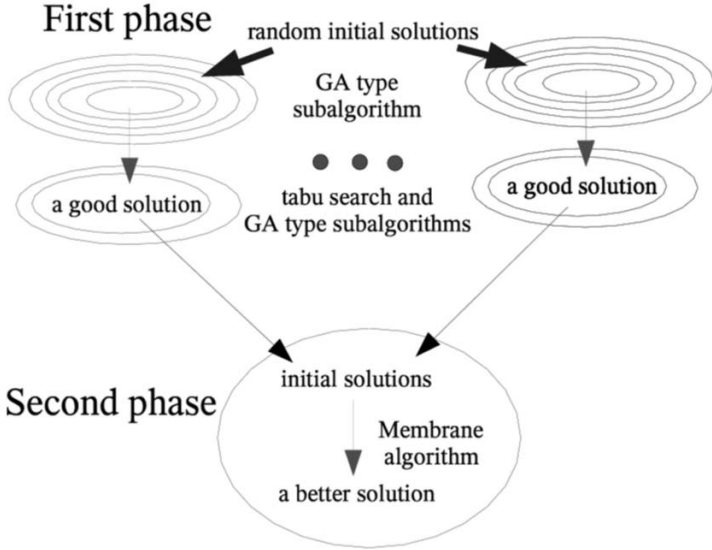 First phase
random initial solutions
GA type
subalgorithm
a good solution
a good solution
tabu search and
GA type subalgorithms
initial solutions
Second phase
Membrane
algorithm
a better solution